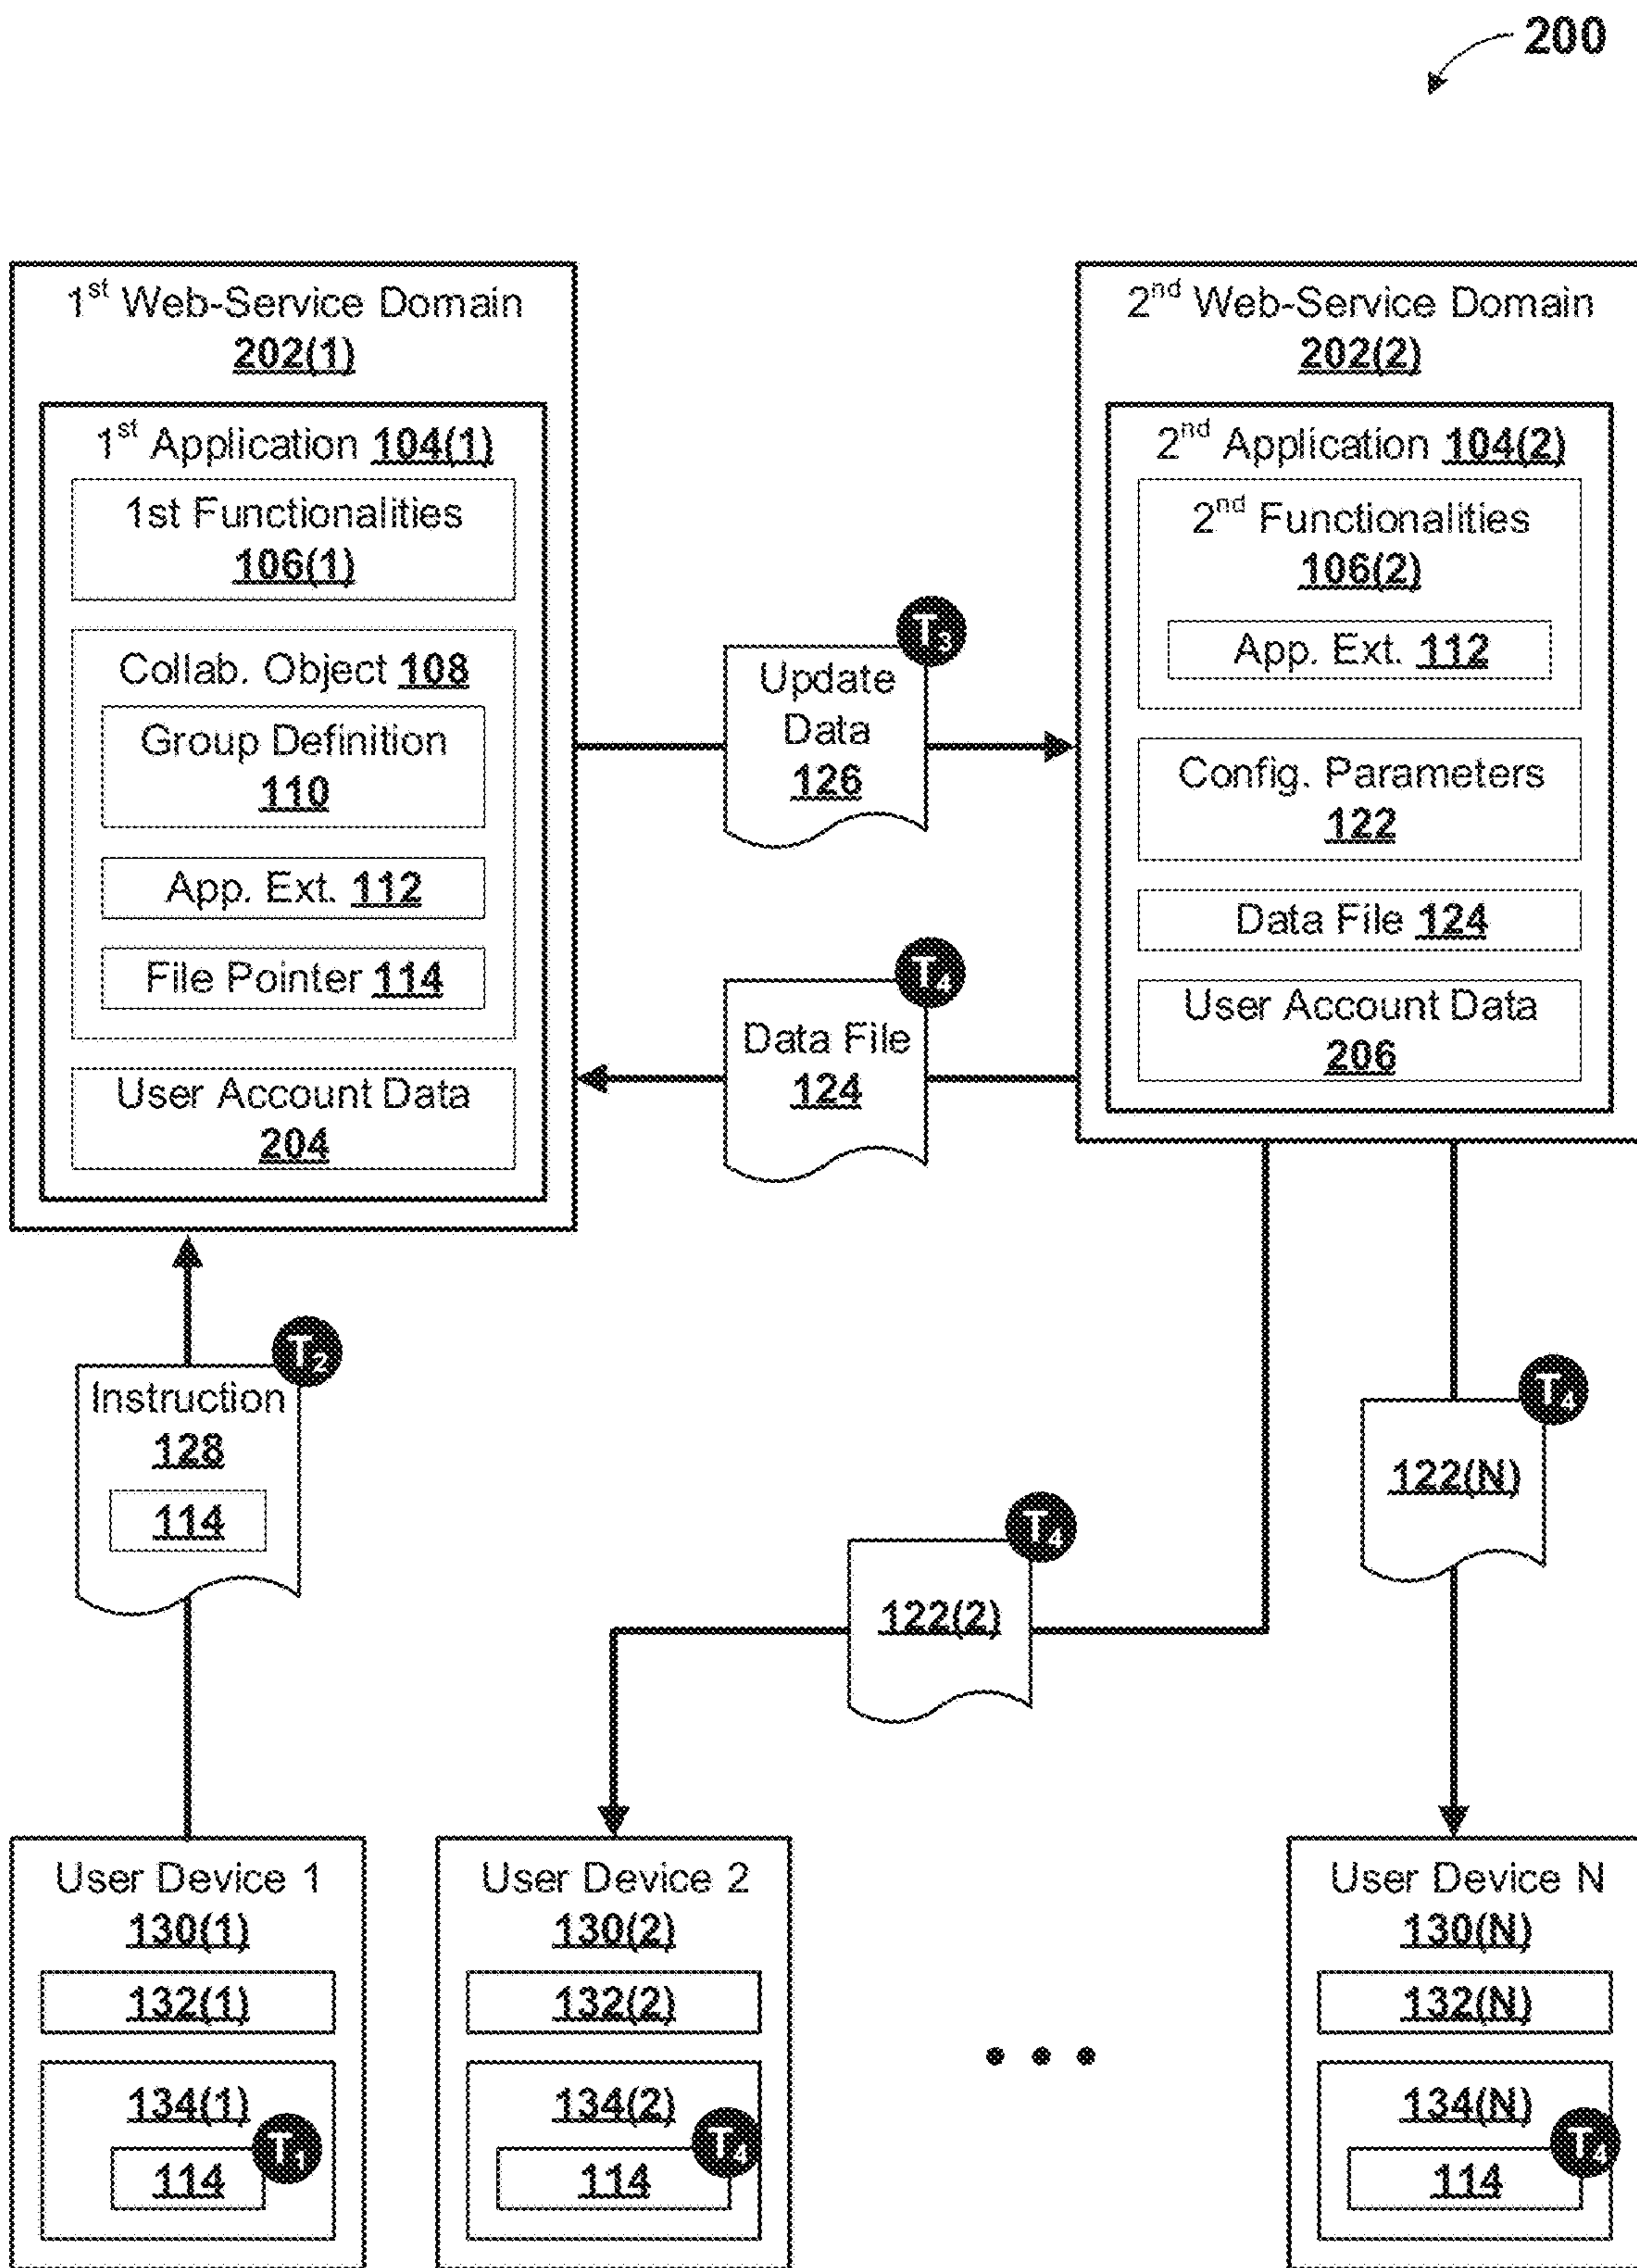 200
1st Web-Service Domain
202(1)
1st Application 104(1)
1st Functionalities
106(1)
Collab. Object 108
Group Definition
110
App. Ext. 112
File Pointer 114
User Account Data
204
T3
Update
Data
126
T4
Data File
124
2nd Web-Service Domain
202(2)
2nd Application 104(2)
2nd Functionalities
106(2)
App. Ext. 112
Config. Parameters
122
Data File 124
User Account Data
206
T2
Instruction
128
114
T4
122(2)
T4
122(N)
User Device 1
130(1)
132(1)
134(1)
T1
114
User Device 2
130(2)
132(2)
134(2)
T4
114
• • •
User Device N
130(N)
132(N)
134(N)
T4
114